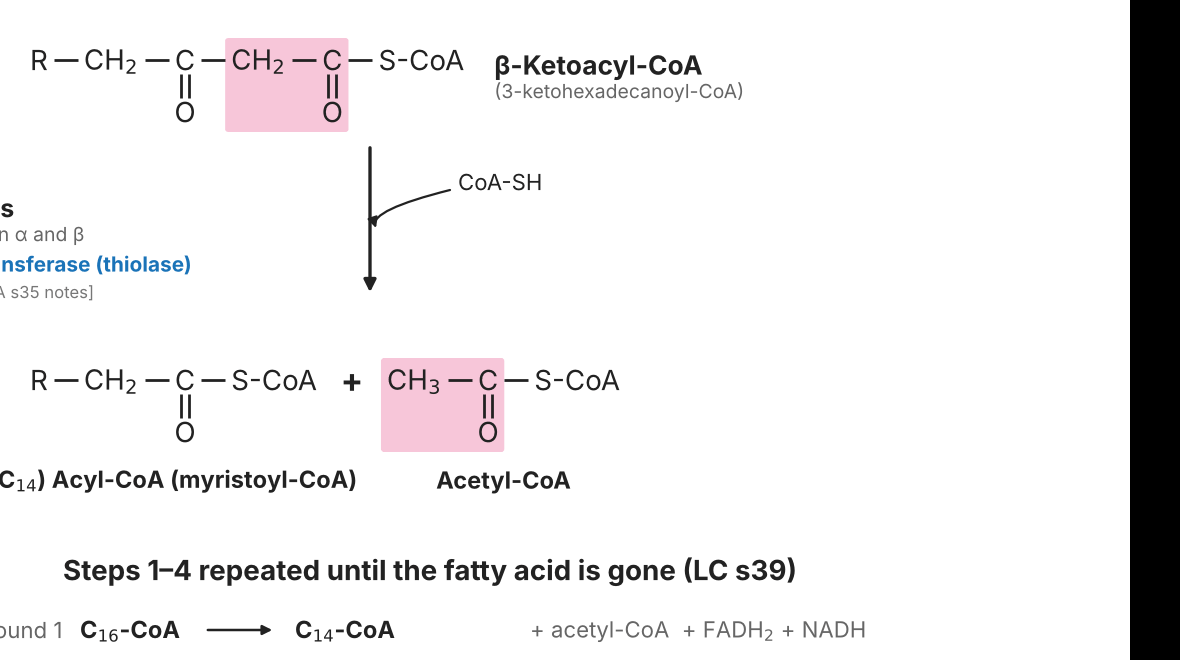 R — CH₂ — C — CH₂ — C — S-CoA
O O
β-Ketoacyl-CoA
(3-ketohexadecanoyl-CoA)
CoA-SH
s
n α and β
nsferase (thiolase)
A s35 notes]
R — CH₂ — C — S-CoA + CH₃ — C — S-CoA
O O
C₁₄) Acyl-CoA (myristoyl-CoA) Acetyl-CoA
Steps 1–4 repeated until the fatty acid is gone (LC s39)
ound 1 C₁₆-CoA ⟶ C₁₄-CoA + acetyl-CoA + FADH₂ + NADH